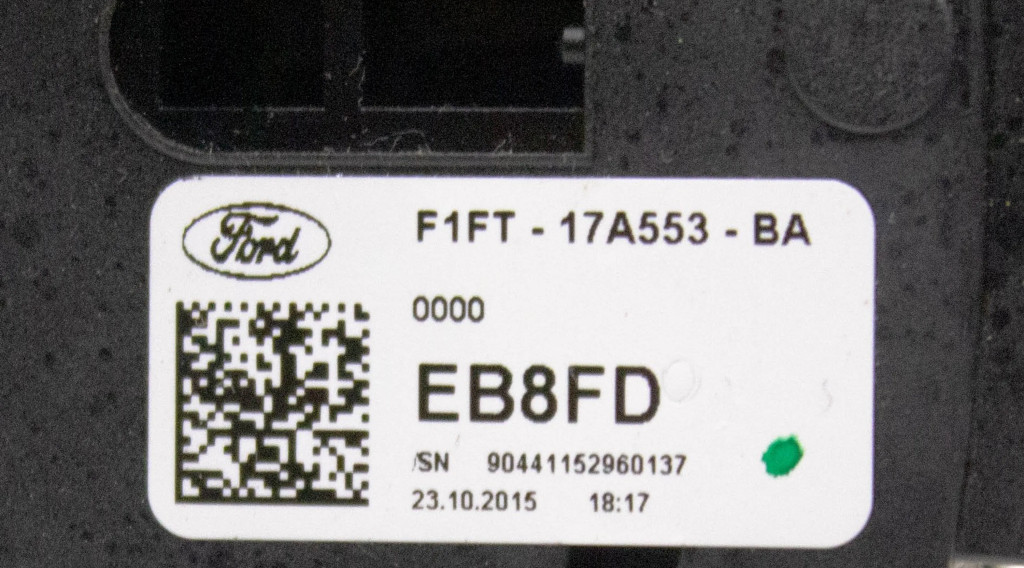 Ford
F1FT - 17A553 - BA
0000
EB8FD
/SN 90441152960137
23.10.2015 18:17